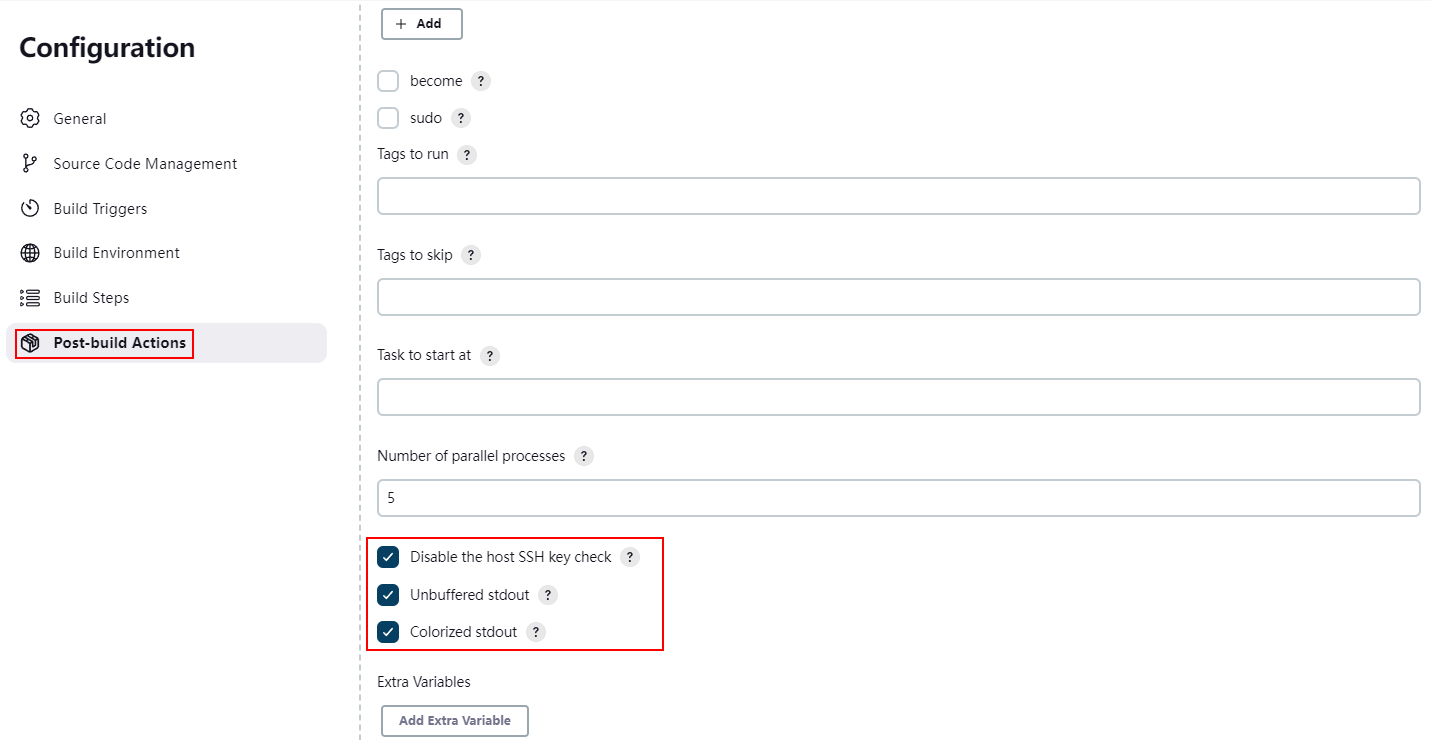 Configuration
General
Source Code Management
Build Triggers
Build Environment
Build Steps
Post-build Actions
+ Add
become ?
sudo ?
Tags to run ?
Tags to skip ?
Task to start at ?
Number of parallel processes ?
5
Disable the host SSH key check ?
Unbuffered stdout ?
Colorized stdout ?
Extra Variables
Add Extra Variable